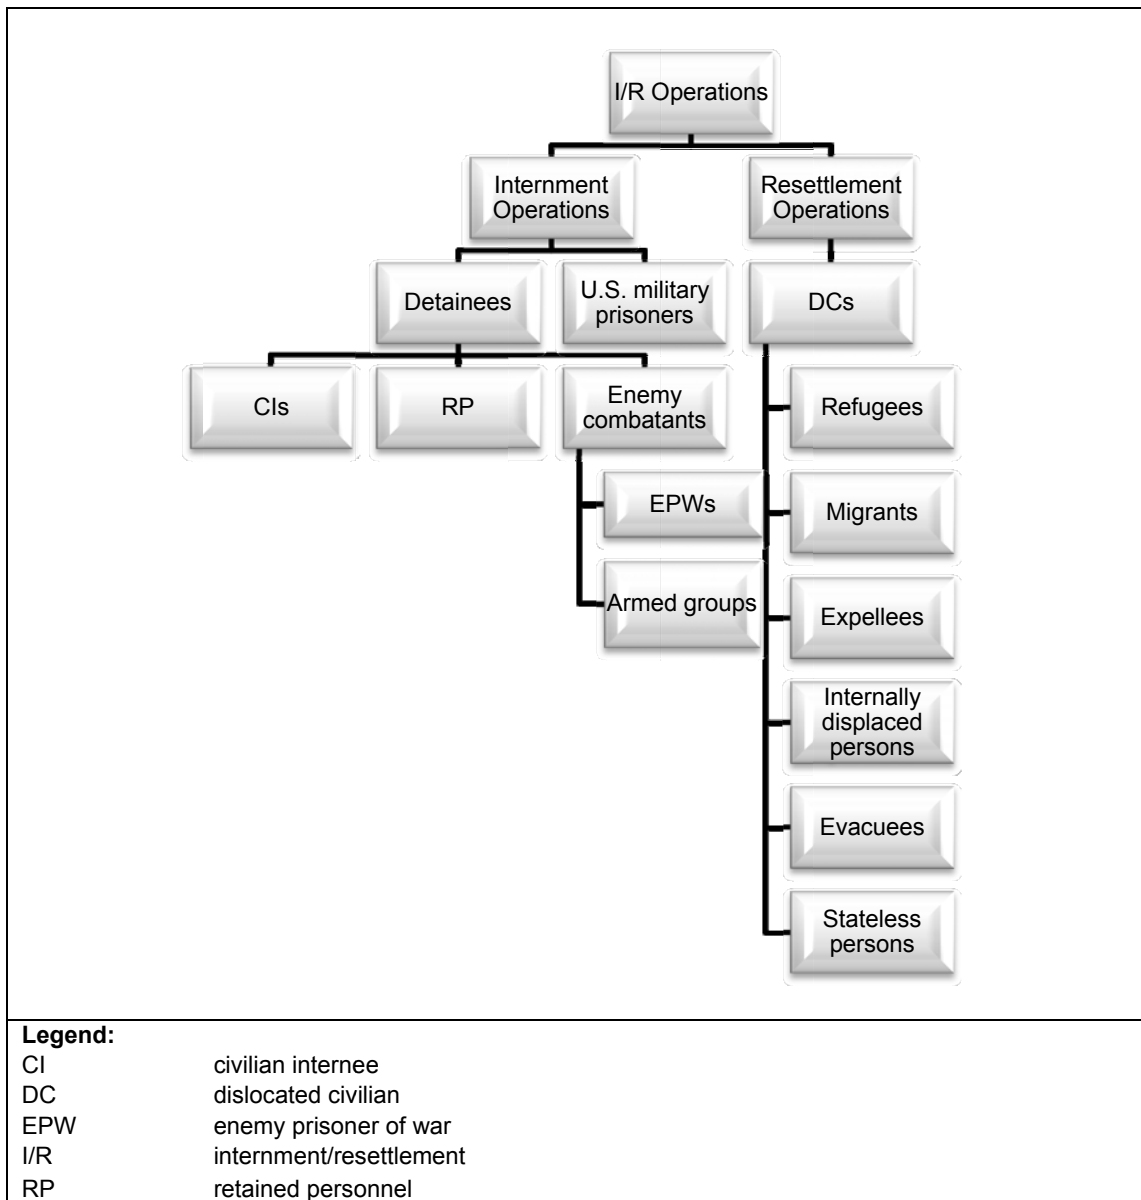 I/R Operations
Internment
Operations
Resettlement
Operations
Detainees
U.S. military
prisoners
DCs
CIs
RP
Enemy
combatants
Refugees
EPWs
Migrants
Armed groups
Expellees
Internally
displaced
persons
Evacuees
Stateless
persons
Legend:
CI civilian internee
DC dislocated civilian
EPW enemy prisoner of war
I/R internment/resettlement
RP retained personnel